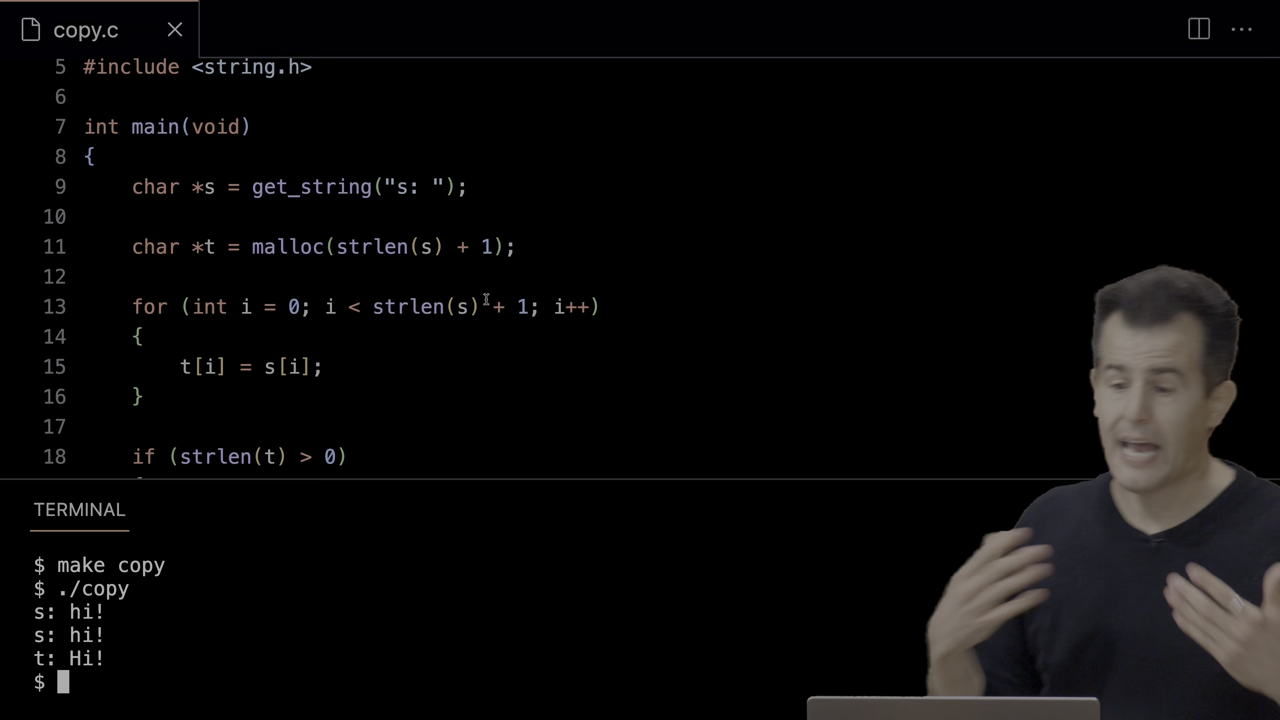 copy.c
5 #include <string.h>
6
7 int main(void)
8 {
9     char *s = get_string("s: ");
10
11     char *t = malloc(strlen(s) + 1);
12
13     for (int i = 0; i < strlen(s) + 1; i++)
14     {
15         t[i] = s[i];
16     }
17
18     if (strlen(t) > 0)
TERMINAL
$ make copy
$ ./copy
s: hi!
s: hi!
t: Hi!
$